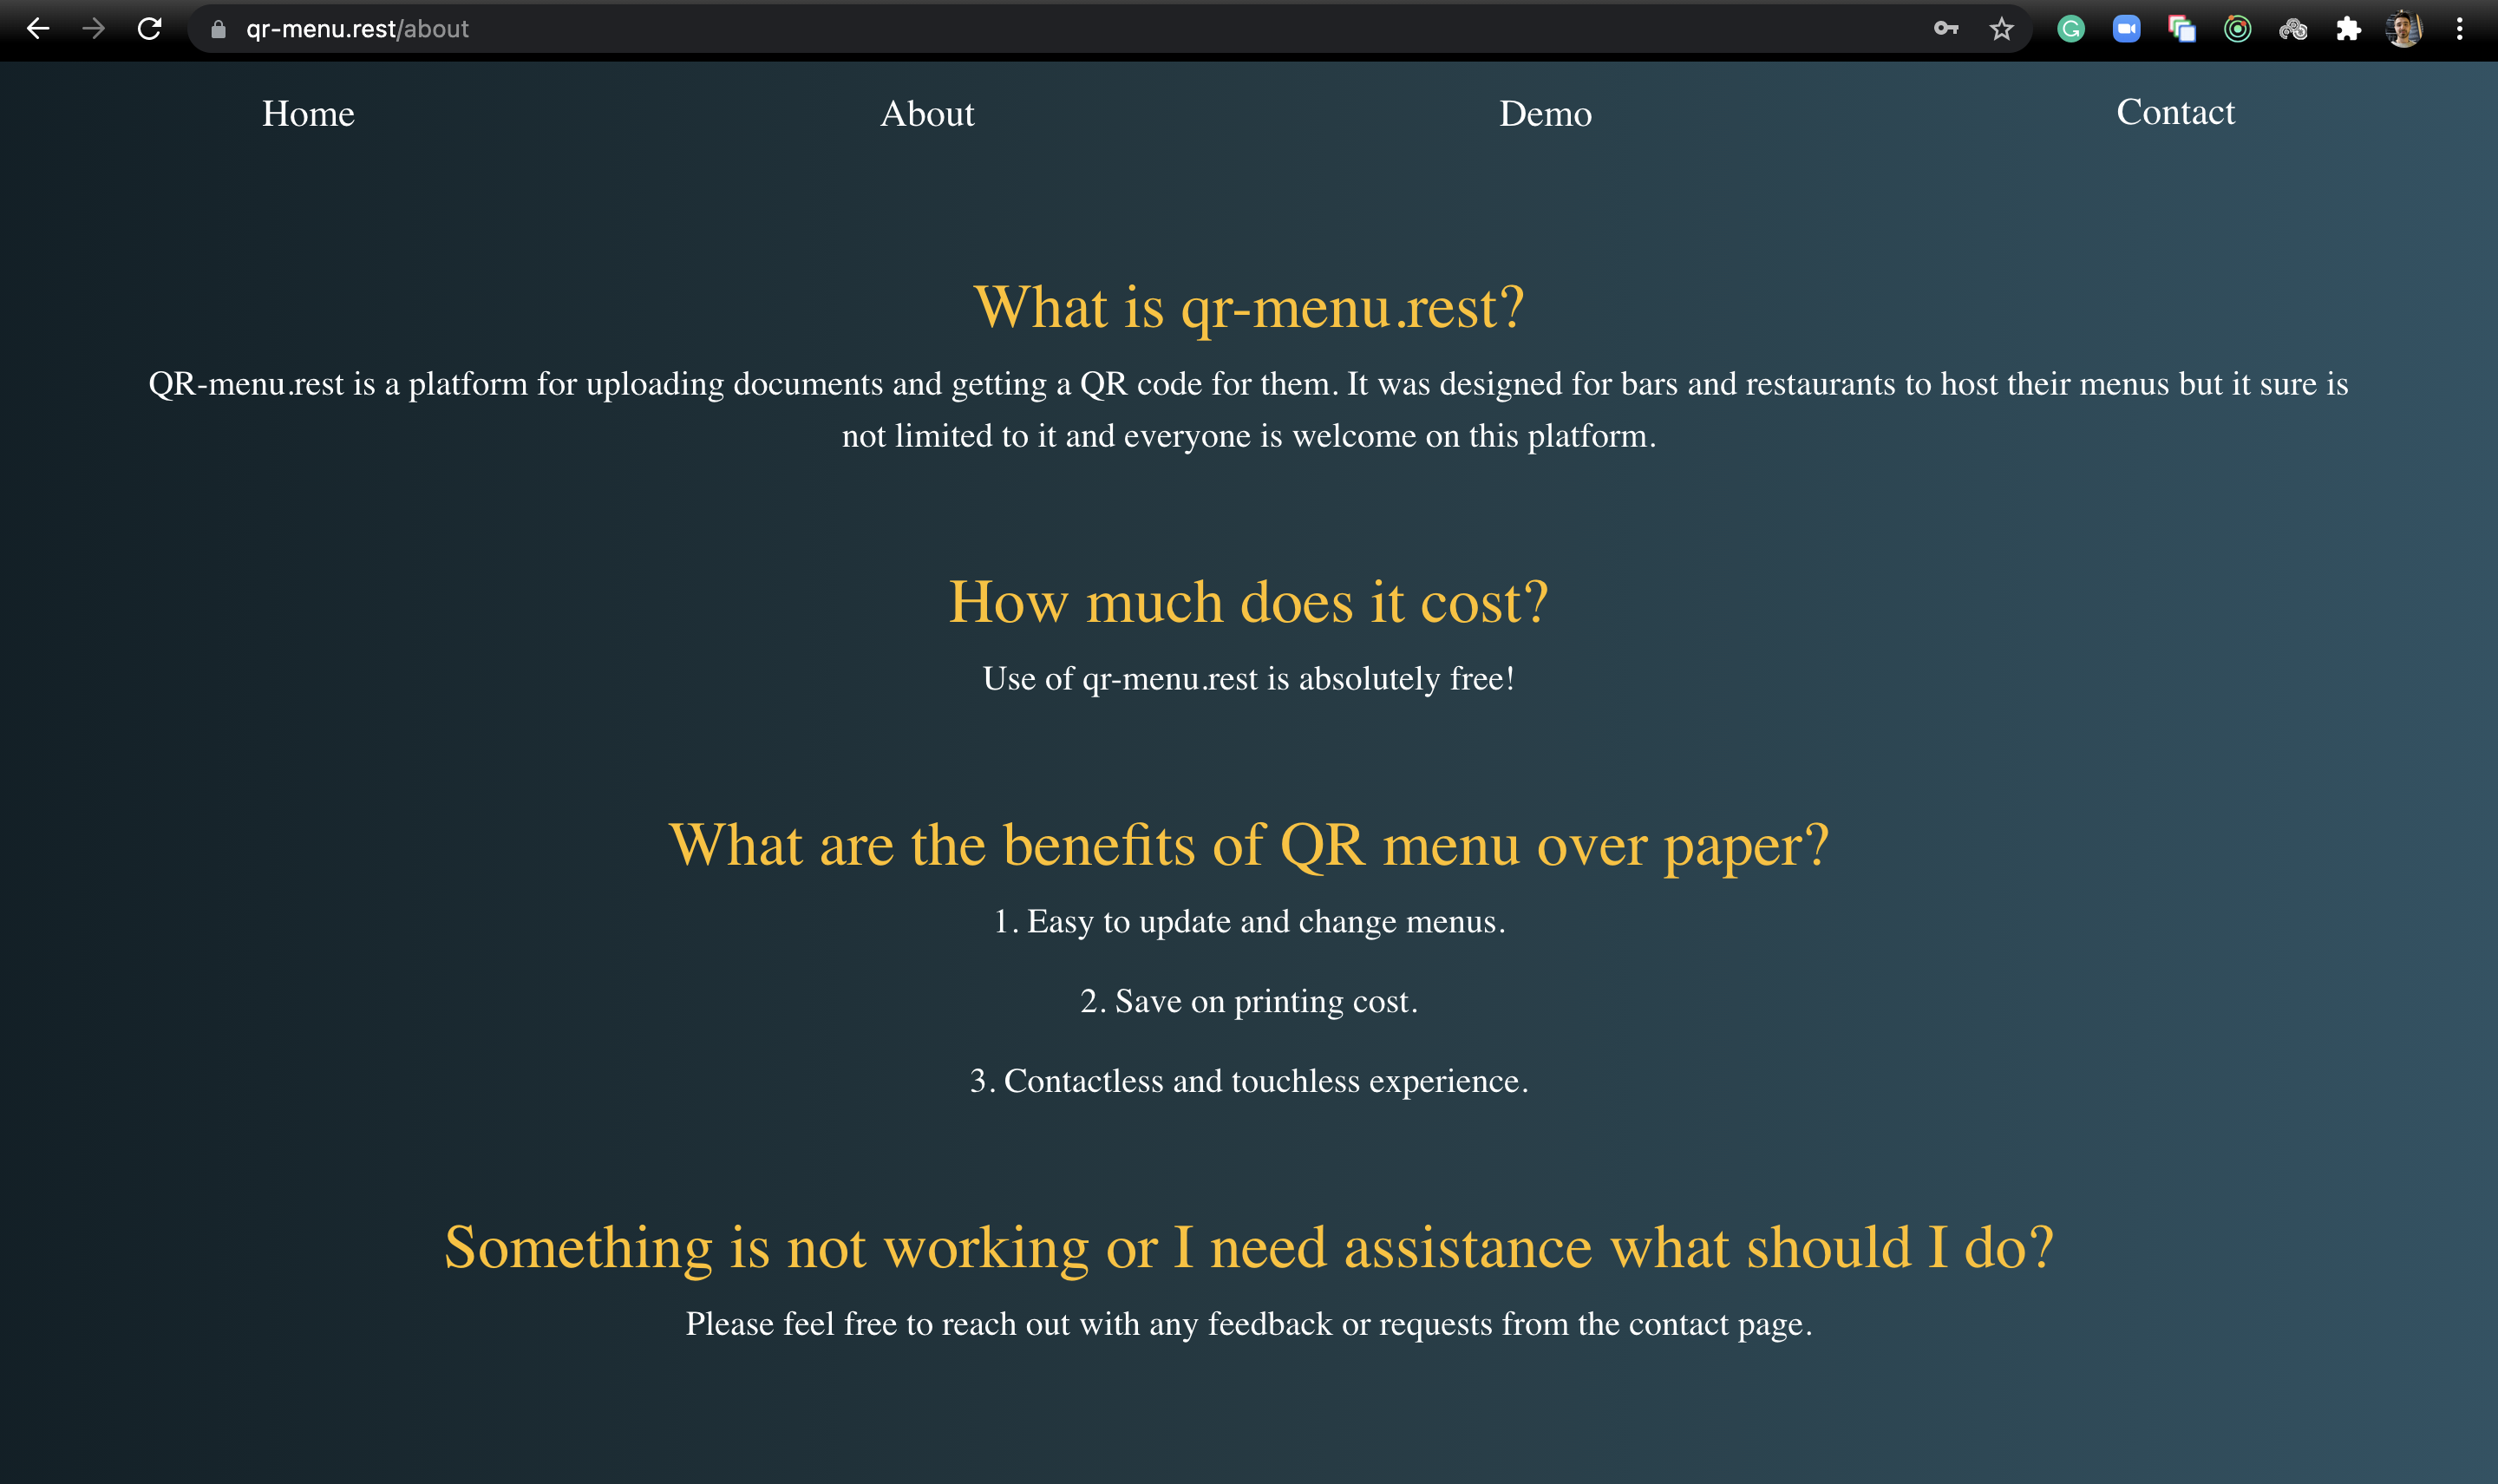 qr-menu.rest/about
Home About Demo Contact
What is qr-menu.rest?
QR-menu.rest is a platform for uploading documents and getting a QR code for them. It was designed for bars and restaurants to host their menus but it sure is
not limited to it and everyone is welcome on this platform.
How much does it cost?
Use of qr-menu.rest is absolutely free!
What are the benefits of QR menu over paper?
1. Easy to update and change menus.
2. Save on printing cost.
3. Contactless and touchless experience.
Something is not working or I need assistance what should I do?
Please feel free to reach out with any feedback or requests from the contact page.